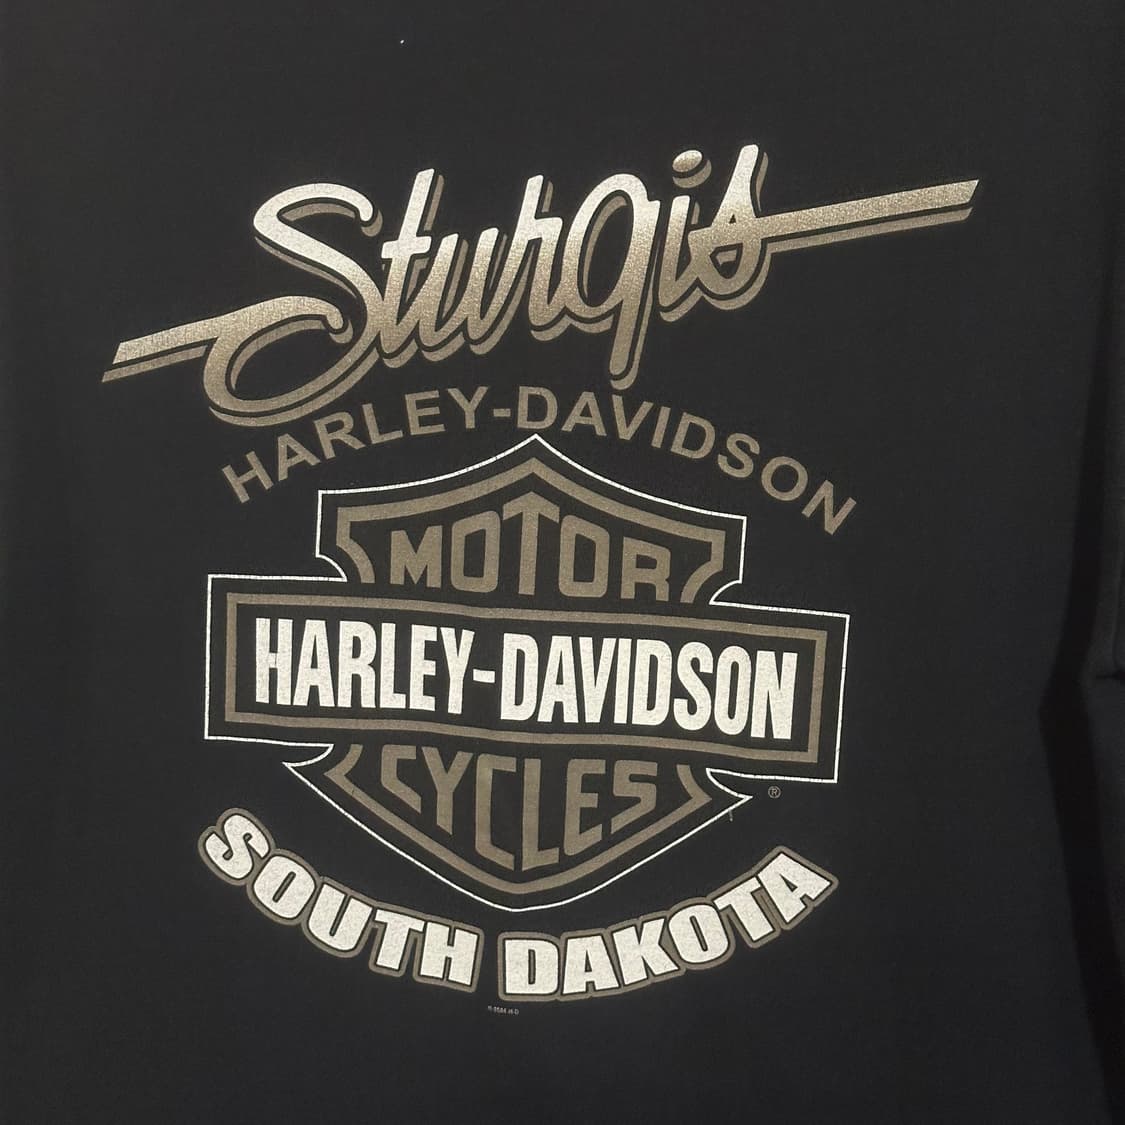 Sturgis
HARLEY-DAVIDSON
MOTOR
HARLEY-DAVIDSON
CYCLES
®
SOUTH DAKOTA